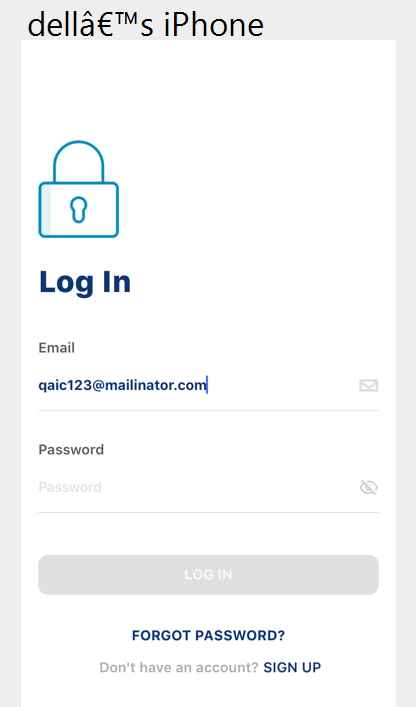 dellâ€™s iPhone
Log In
Email
qaic123@mailinator.com
Password
Password
LOG IN
FORGOT PASSWORD?
Don't have an account? SIGN UP